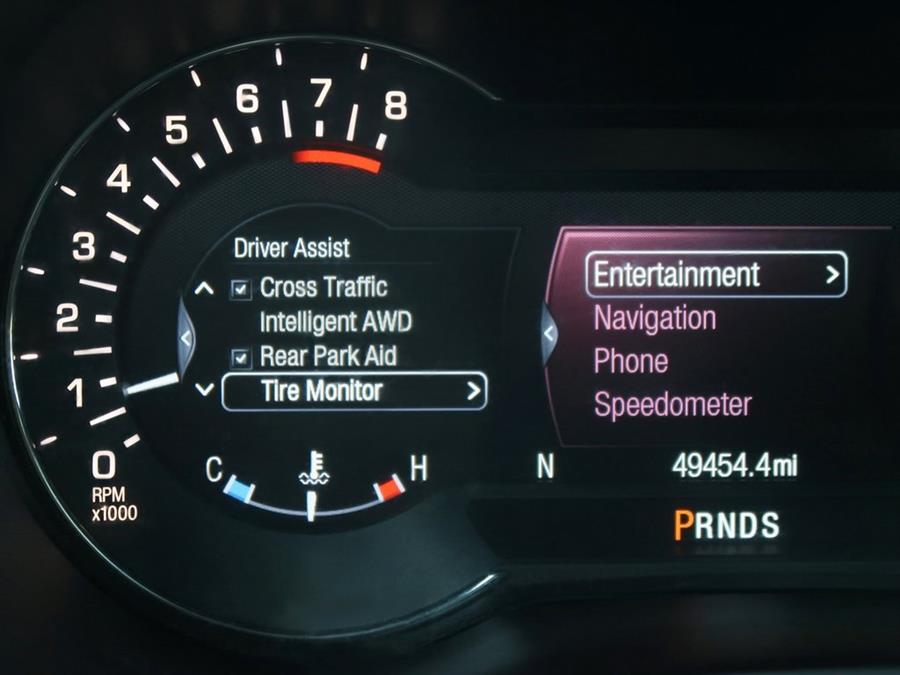 8
7
6
5
4
3
2
1
0
RPM
x1000
Driver Assist
Cross Traffic
Intelligent AWD
Rear Park Aid
Tire Monitor >
C H
Entertainment >
Navigation
Phone
Speedometer
N 49454.4mi
PRNDS